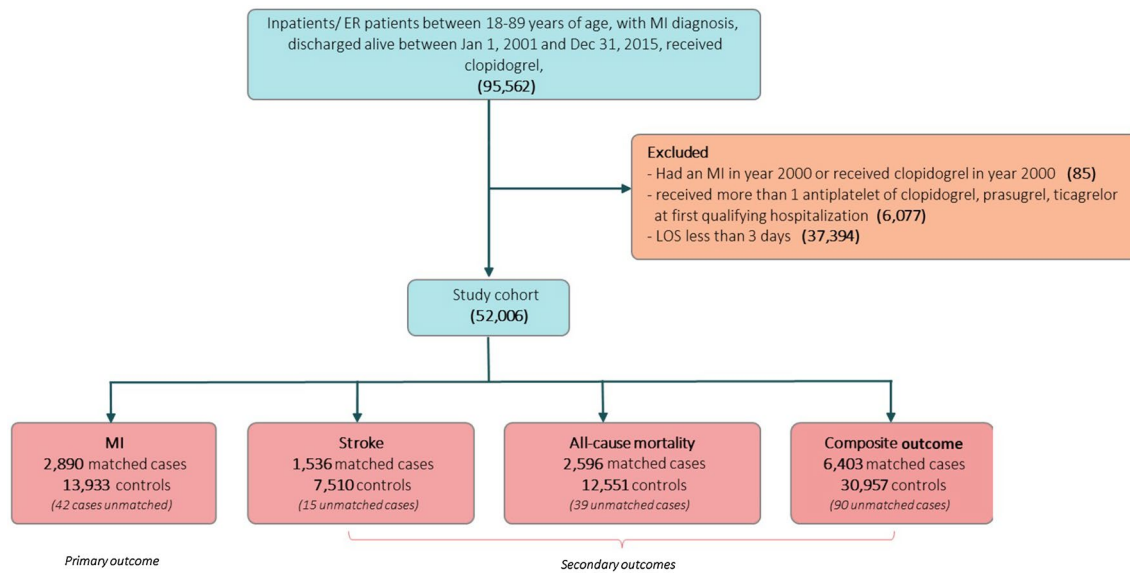 Inpatients/ ER patients between 18-89 years of age, with MI diagnosis,
discharged alive between Jan 1, 2001 and Dec 31, 2015, received
clopidogrel,
(95,562)
Excluded
- Had an MI in year 2000 or received clopidogrel in year 2000 (85)
- received more than 1 antiplatelet of clopidogrel, prasugrel, ticagrelor
at first qualifying hospitalization (6,077)
- LOS less than 3 days (37,394)
Study cohort
(52,006)
MI
2,890 matched cases
13,933 controls
(42 cases unmatched)
Stroke
1,536 matched cases
7,510 controls
(15 unmatched cases)
All-cause mortality
2,596 matched cases
12,551 controls
(39 unmatched cases)
Composite outcome
6,403 matched cases
30,957 controls
(90 unmatched cases)
Primary outcome
Secondary outcomes